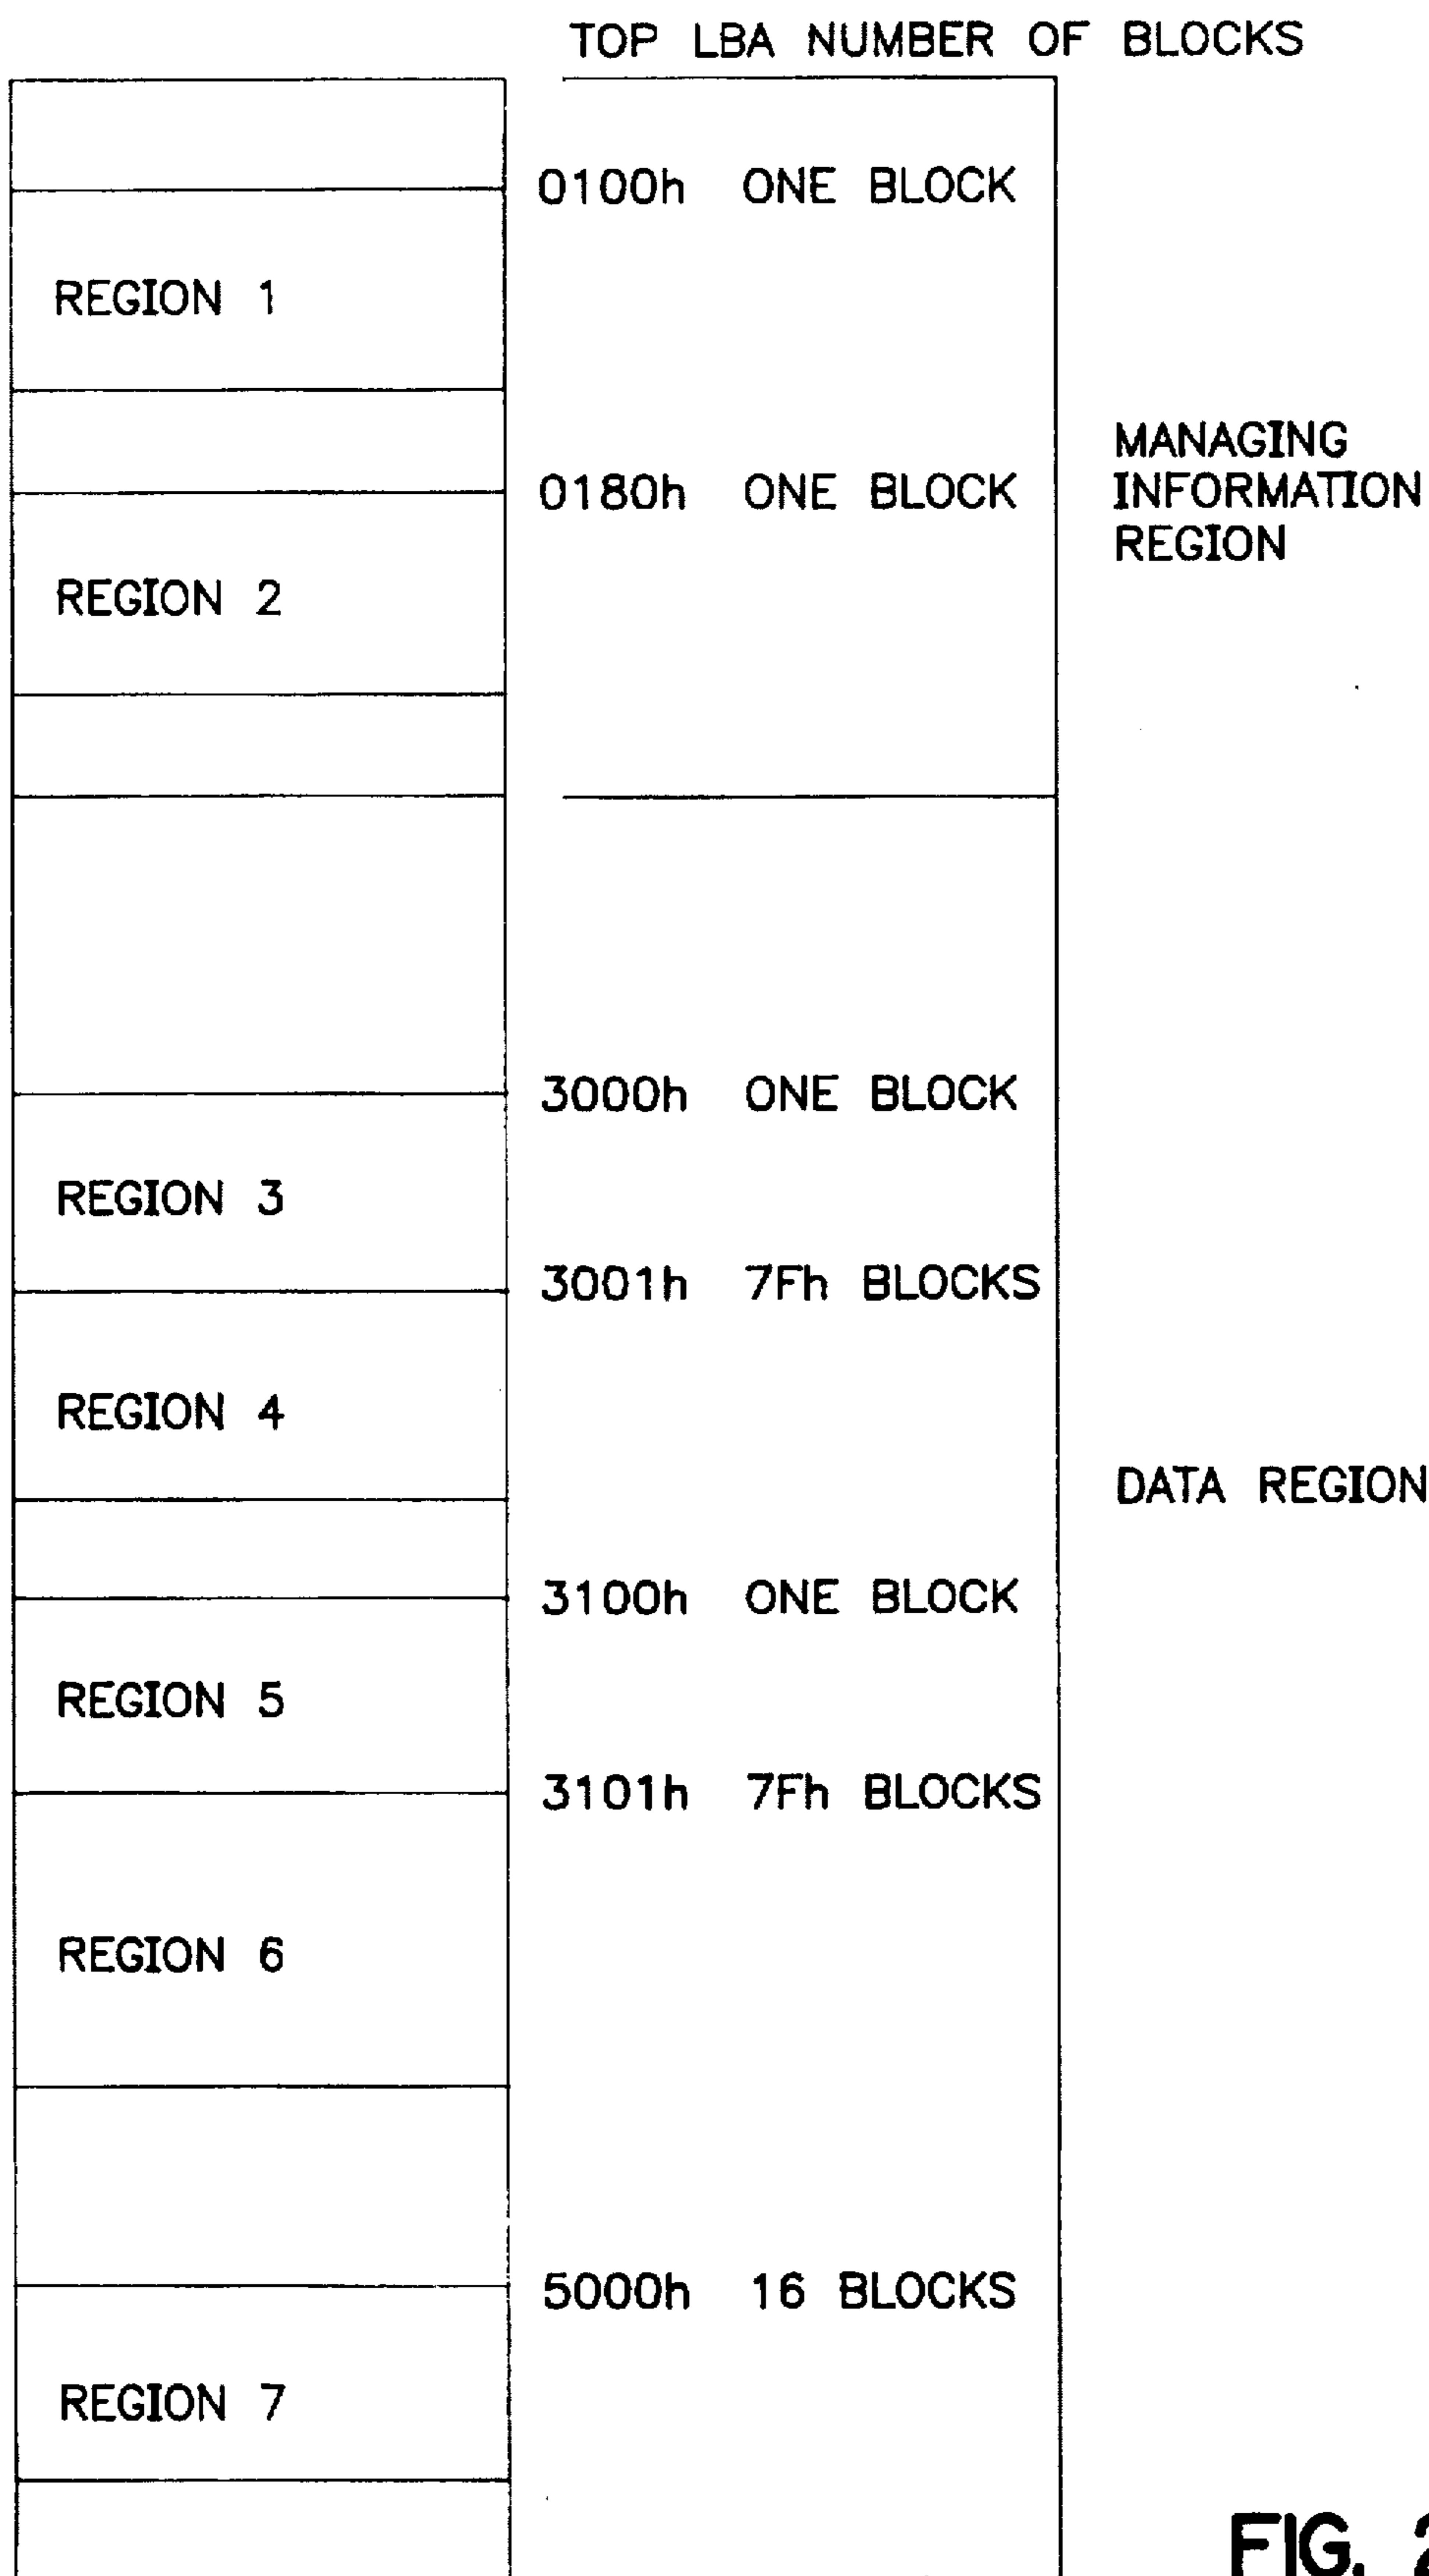 TOP LBA NUMBER OF BLOCKS
0100h ONE BLOCK
REGION 1
MANAGING
INFORMATION
REGION
0180h ONE BLOCK
REGION 2
3000h ONE BLOCK
REGION 3
3001h 7Fh BLOCKS
REGION 4
DATA REGION
3100h ONE BLOCK
REGION 5
3101h 7Fh BLOCKS
REGION 6
5000h 16 BLOCKS
REGION 7
FIG.